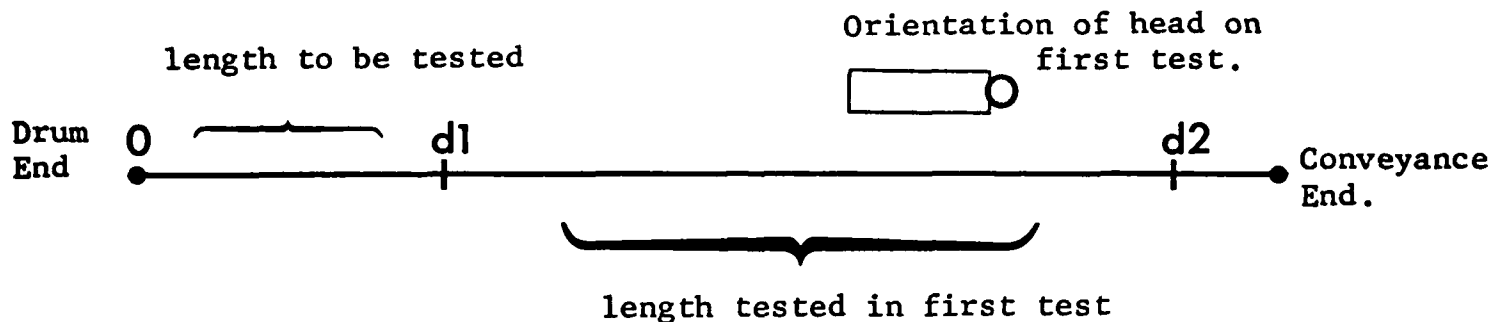 Orientation of head on
first test.
length to be tested
Drum
End
0
d1
d2
Conveyance
End.
length tested in first test